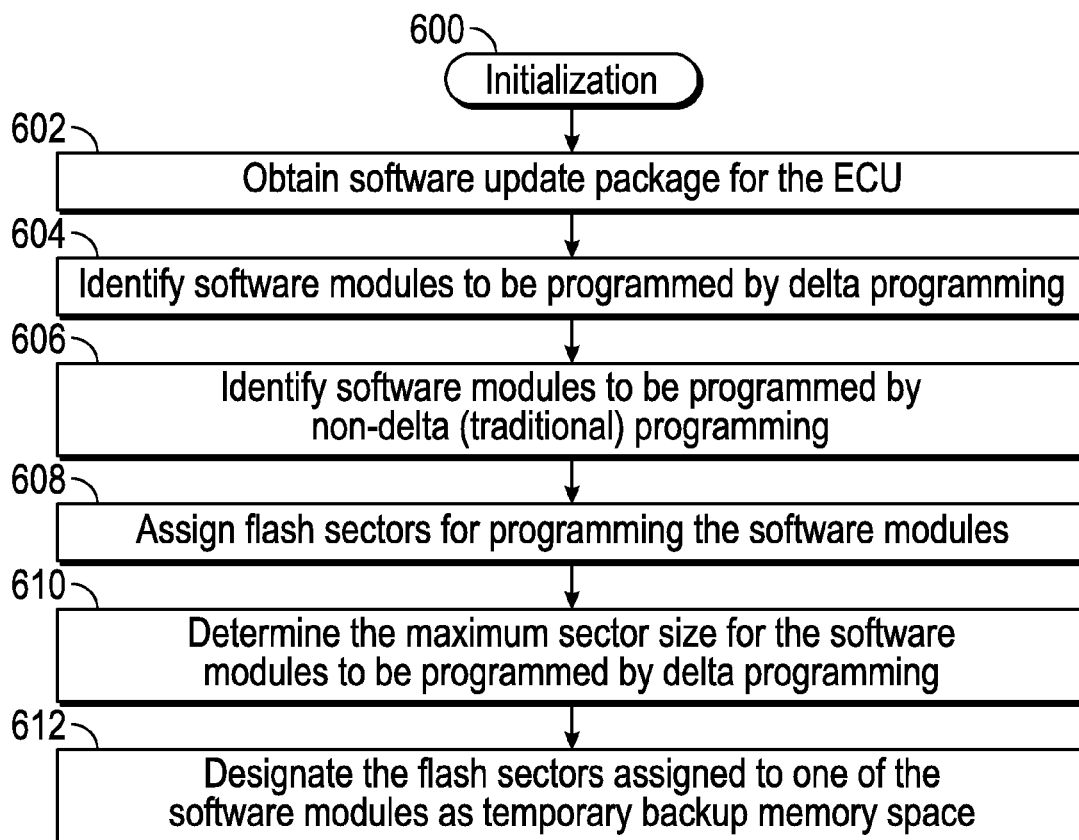 600
Initialization
602
Obtain software update package for the ECU
604
Identify software modules to be programmed by delta programming
606
Identify software modules to be programmed by
non-delta (traditional) programming
608
Assign flash sectors for programming the software modules
610
Determine the maximum sector size for the software
modules to be programmed by delta programming
612
Designate the flash sectors assigned to one of the
software modules as temporary backup memory space